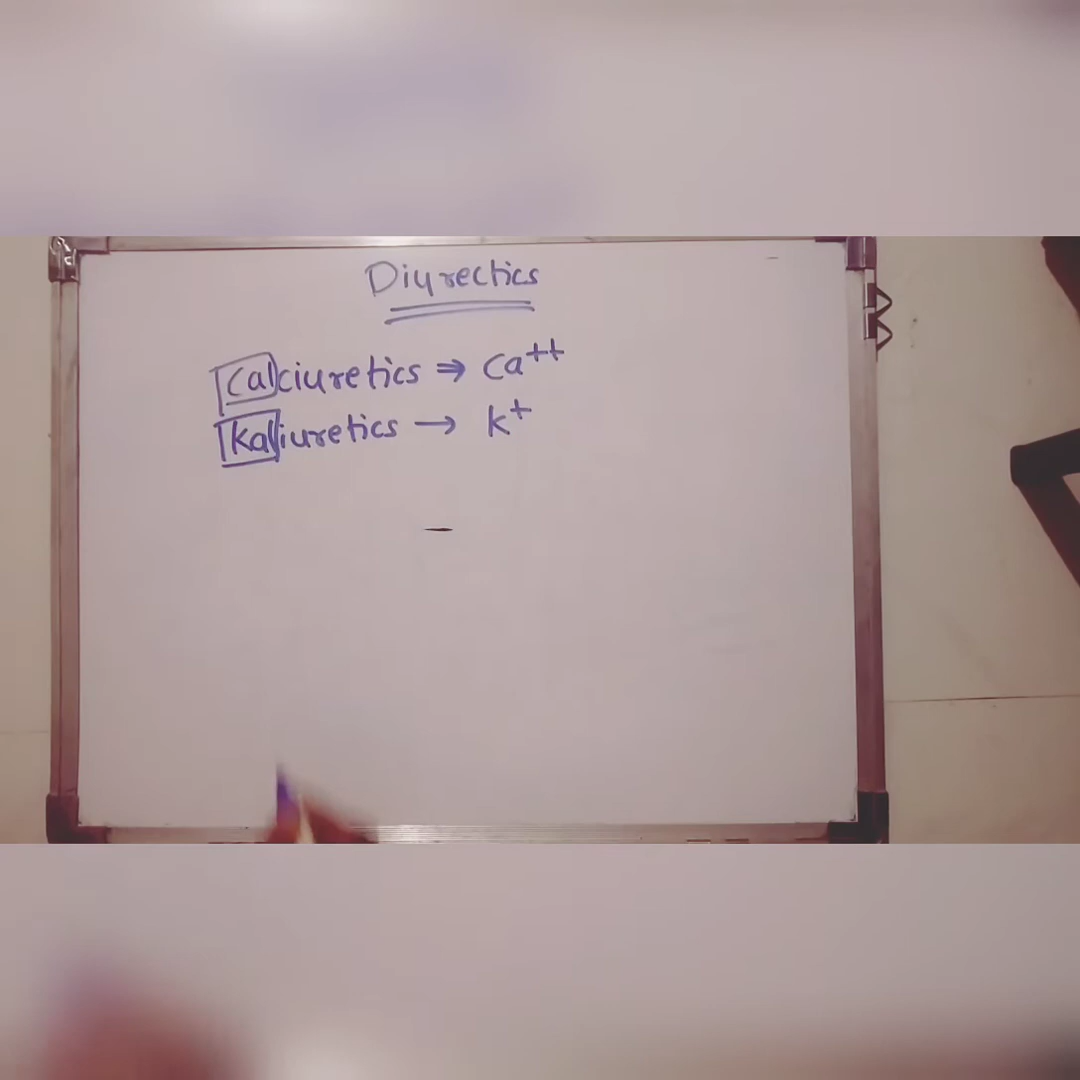 Diyrectics
Calciuretics ⇒ Ca⁺⁺
Kaliuretics → K⁺